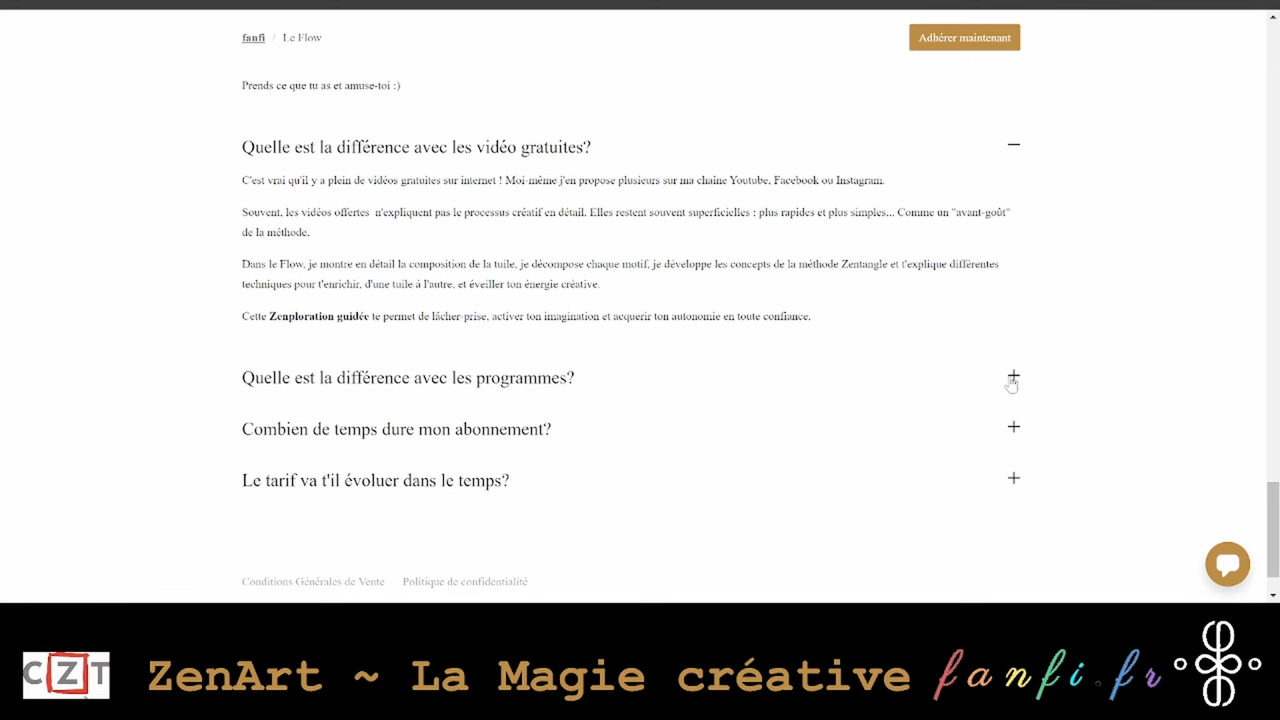 fanfi / Le Flow
Adhérer maintenant
Prends ce que tu as et amuse-toi :)
Quelle est la différence avec les vidéo gratuites?
C'est vrai qu'il y a plein de vidéos gratuites sur internet ! Moi-même j'en propose plusieurs sur ma chaîne Youtube, Facebook ou Instagram.
Souvent, les vidéos offertes n'expliquent pas le processus créatif en détail. Elles restent souvent superficielles : plus rapides et plus simples... Comme un "avant-goût"
de la méthode.
Dans le Flow, je montre en détail la composition de la tuile, je décompose chaque motif, je développe les concepts de la méthode Zentangle et t'explique différentes
techniques pour t'enrichir, d'une tuile à l'autre, et éveiller ton énergie créative.
Cette Zenploration guidée te permet de lâcher-prise, activer ton imagination et acquerir ton autonomie en toute confiance.
Quelle est la différence avec les programmes?
Combien de temps dure mon abonnement?
Le tarif va t'il évoluer dans le temps?
Conditions Générales de Vente
Politique de confidentialité
CZT
ZenArt ~ La Magie créative
fanfi.fr